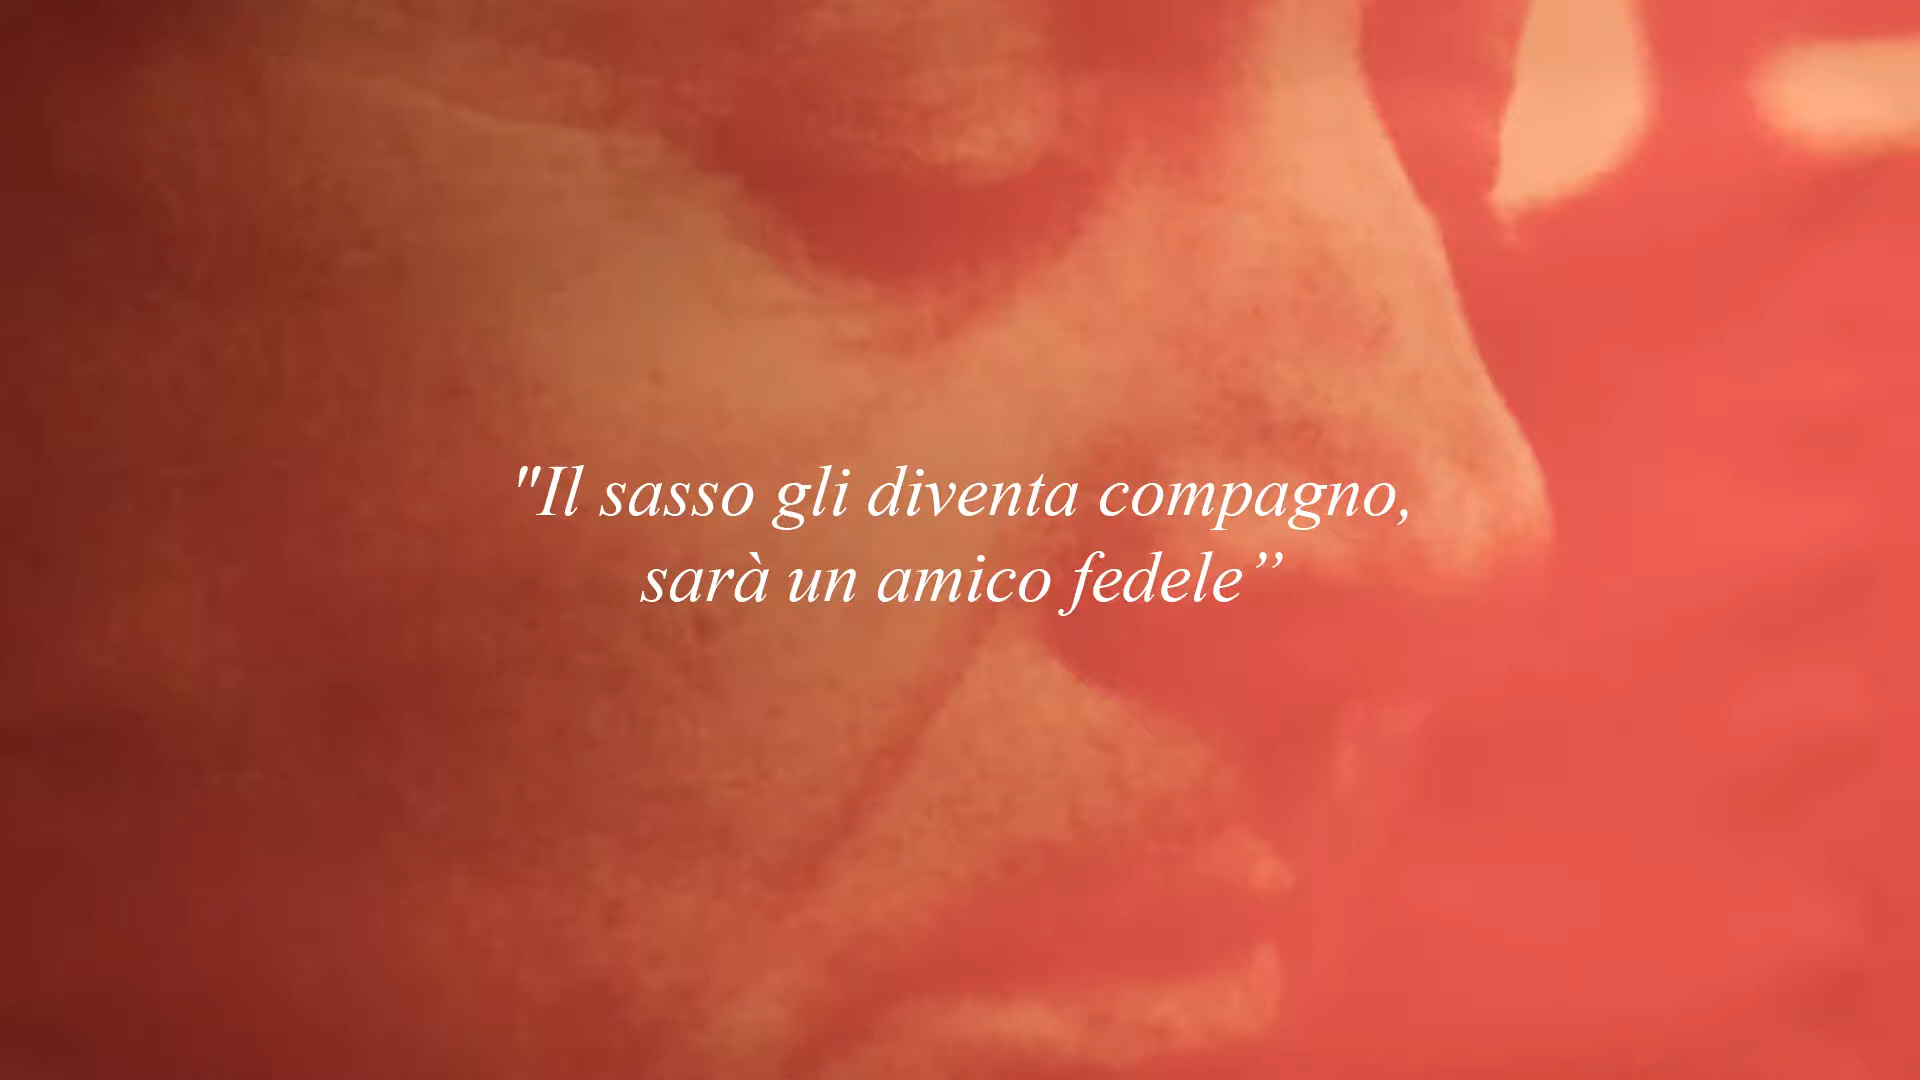 "Il sasso gli diventa compagno,
sarà un amico fedele”